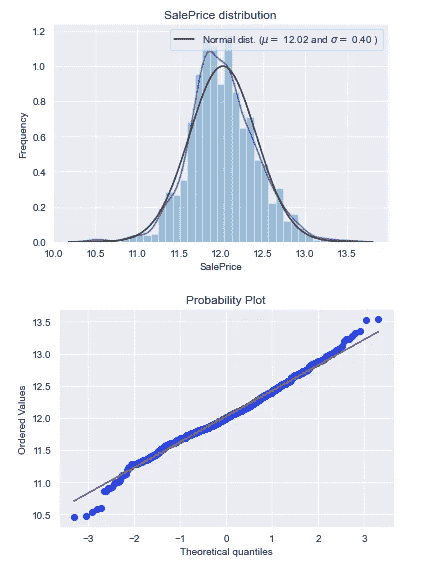 SalePrice distribution
Normal dist. (μ = 12.02 and σ = 0.40 )
1.2
1.0
0.8
0.6
0.4
0.2
0.0
Frequency
10.0 10.5 11.0 11.5 12.0 12.5 13.0 13.5
SalePrice
Probability Plot
13.5
13.0
12.5
12.0
11.5
11.0
10.5
Ordered Values
−3 −2 −1 0 1 2 3
Theoretical quantiles